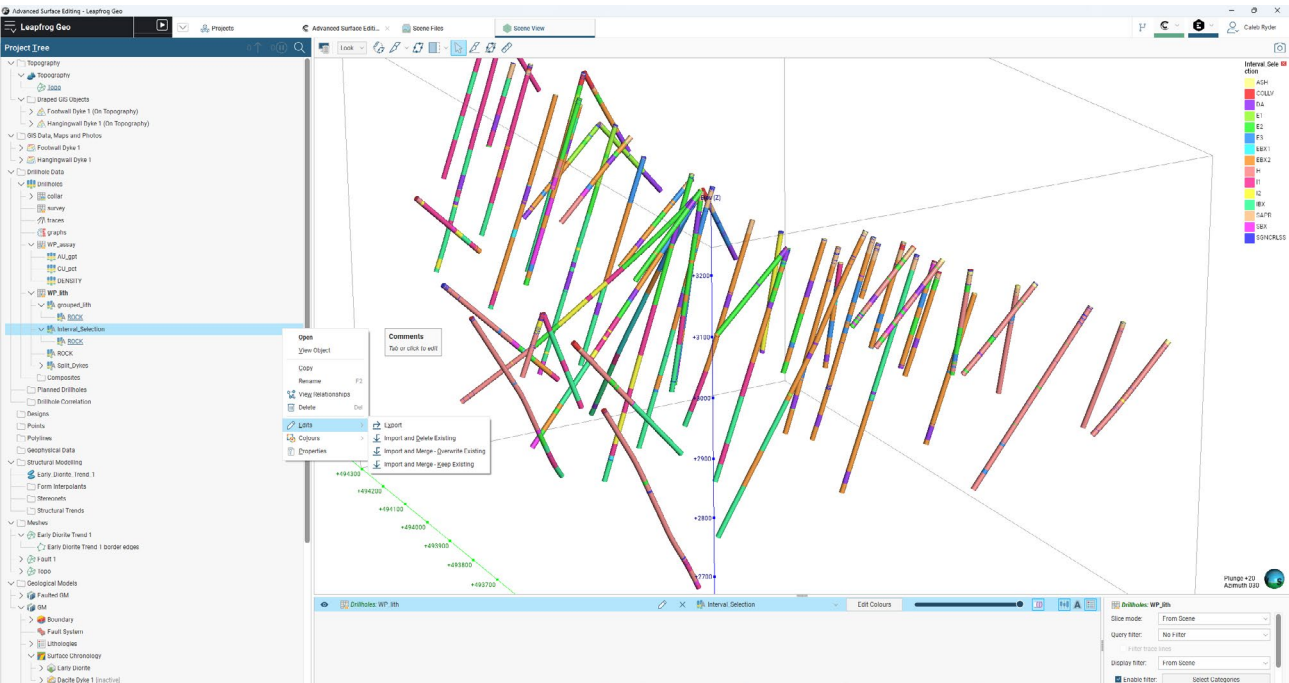 Advanced Surface Editing - Leapfrog Geo
Leapfrog Geo
Projects
Advanced Surface Editi...
Scene Files
Scene View
Caleb Ryder
Project Tree
Look
Topography
Topography
Topo
Draped GIS Objects
Footwall Dyke 1 (On Topography)
Hangingwall Dyke 1 (On Topography)
GIS Data, Maps and Photos
Footwall Dyke 1
Hangingwall Dyke 1
Drillhole Data
Drillholes
collar
survey
traces
graphs
WP_assay
AU_gpt
CU_pct
DENSITY
WP_lith
grouped_lith
ROCK
Interval_Selection
ROCK
ROCK
Split_Dykes
Composites
Planned Drillholes
Drillhole Correlation
Designs
Points
Polylines
Geophysical Data
Structural Modelling
Early Diorite Trend 1
Form Interpolants
Stereonets
Structural Trends
Meshes
Early Diorite Trend 1
Early Diorite Trend 1 border edges
Fault 1
Topo
Geological Models
Faulted GM
GM
Boundary
Fault System
Lithologies
Surface Chronology
Early Diorite
Dacite Dyke 1 [Inactive]
Open
View Object
Copy
Rename F2
View Relationships
Delete Del
Edits
Colours
Properties
Comments
Tab or click to edit
Export
Import and Delete Existing
Import and Merge - Overwrite Existing
Import and Merge - Keep Existing
Elev (Z)
+3200
+3100
+3000
+2900
+2800
+2700
+494300
+494200
+494100
+494000
+493900
+493800
+493700
Interval_Sele
ction
ASH
COLLV
DA
E1
E2
E3
EBX1
EBX2
H
I1
I2
IBX
SAPR
SBX
SGNCRLSS
Plunge +20
Azimuth 030
Drillholes: WP_lith
Interval_Selection
Edit Colours
Drillholes: WP_lith
Slice mode: From Scene
Query filter: No Filter
Filter trace lines
Display filter: From Scene
Enable filter: Select Categories